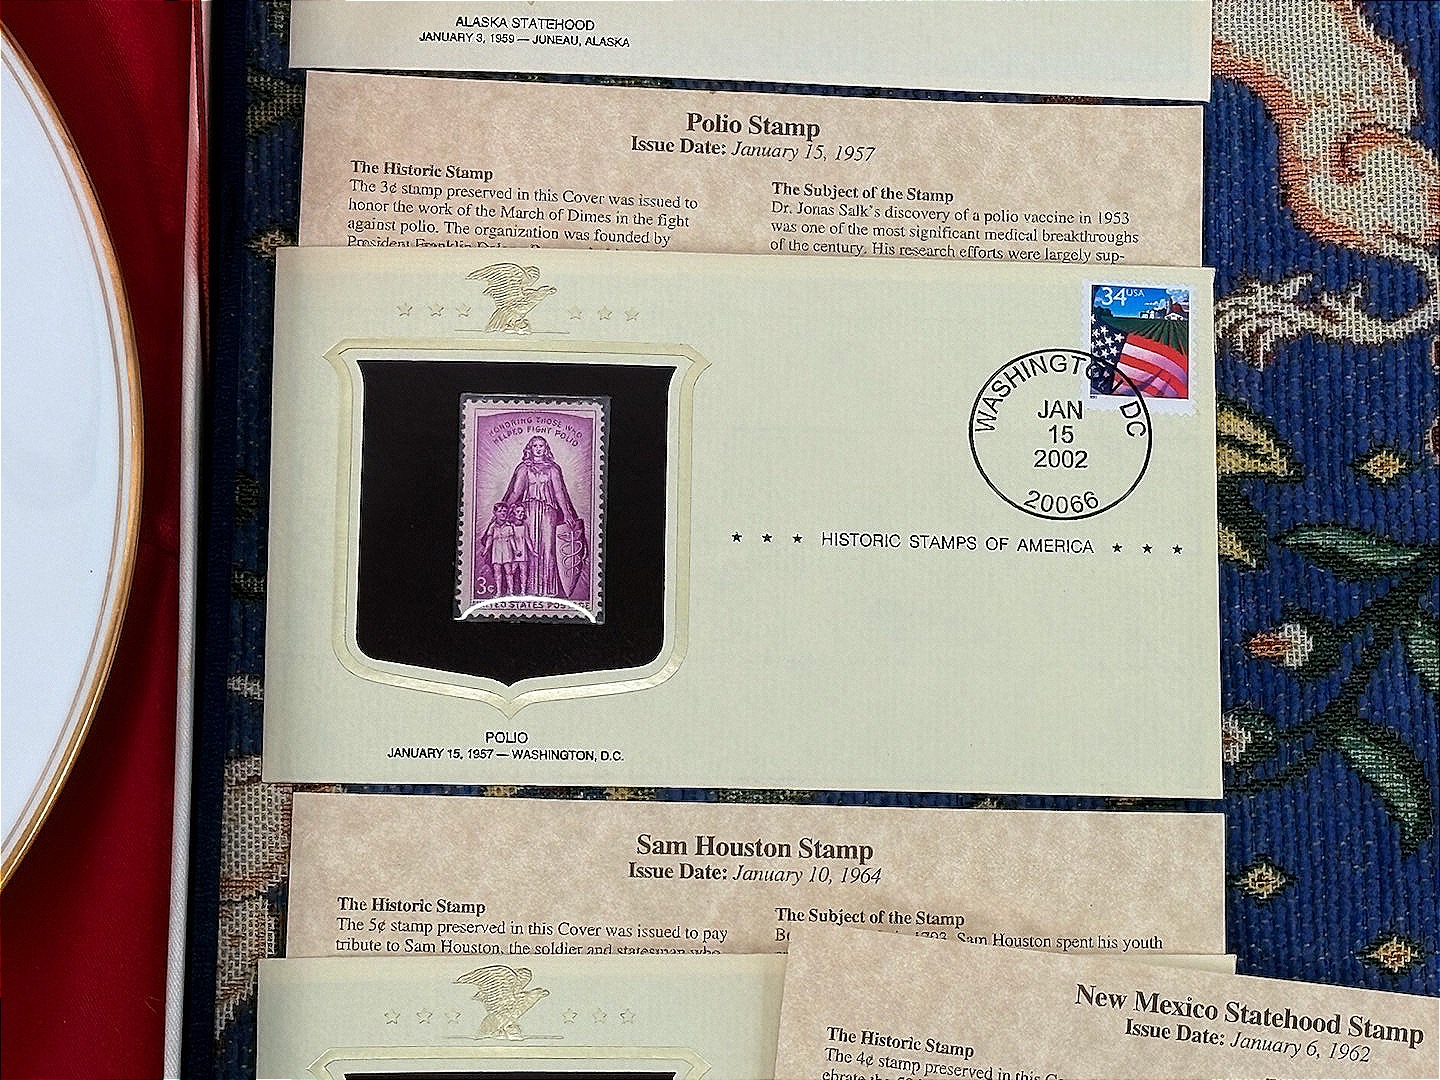 ALASKA STATEHOOD
JANUARY 3, 1959 — JUNEAU, ALASKA
Polio Stamp
Issue Date: January 15, 1957
The Historic Stamp
The 3¢ stamp preserved in this Cover was issued to
honor the work of the March of Dimes in the fight
against polio. The organization was founded by
President Franklin
The Subject of the Stamp
Dr. Jonas Salk's discovery of a polio vaccine in 1953
was one of the most significant medical breakthroughs
of the century. His research efforts were largely sup-
34 USA
WASHINGTON DC
JAN
15
2002
20066
HONORING THOSE WHO
HELPED FIGHT POLIO
3¢
UNITED STATES POSTAGE
★ ★ ★ HISTORIC STAMPS OF AMERICA ★ ★ ★
POLIO
JANUARY 15, 1957 — WASHINGTON, D.C.
Sam Houston Stamp
Issue Date: January 10, 1964
The Historic Stamp
The 5¢ stamp preserved in this Cover was issued to pay
tribute to Sam Houston, the soldier and statesman who
The Subject of the Stamp
1793, Sam Houston spent his youth
New Mexico Statehood Stamp
Issue Date: January 6, 1962
The Historic Stamp
The 4¢ stamp preserved in this